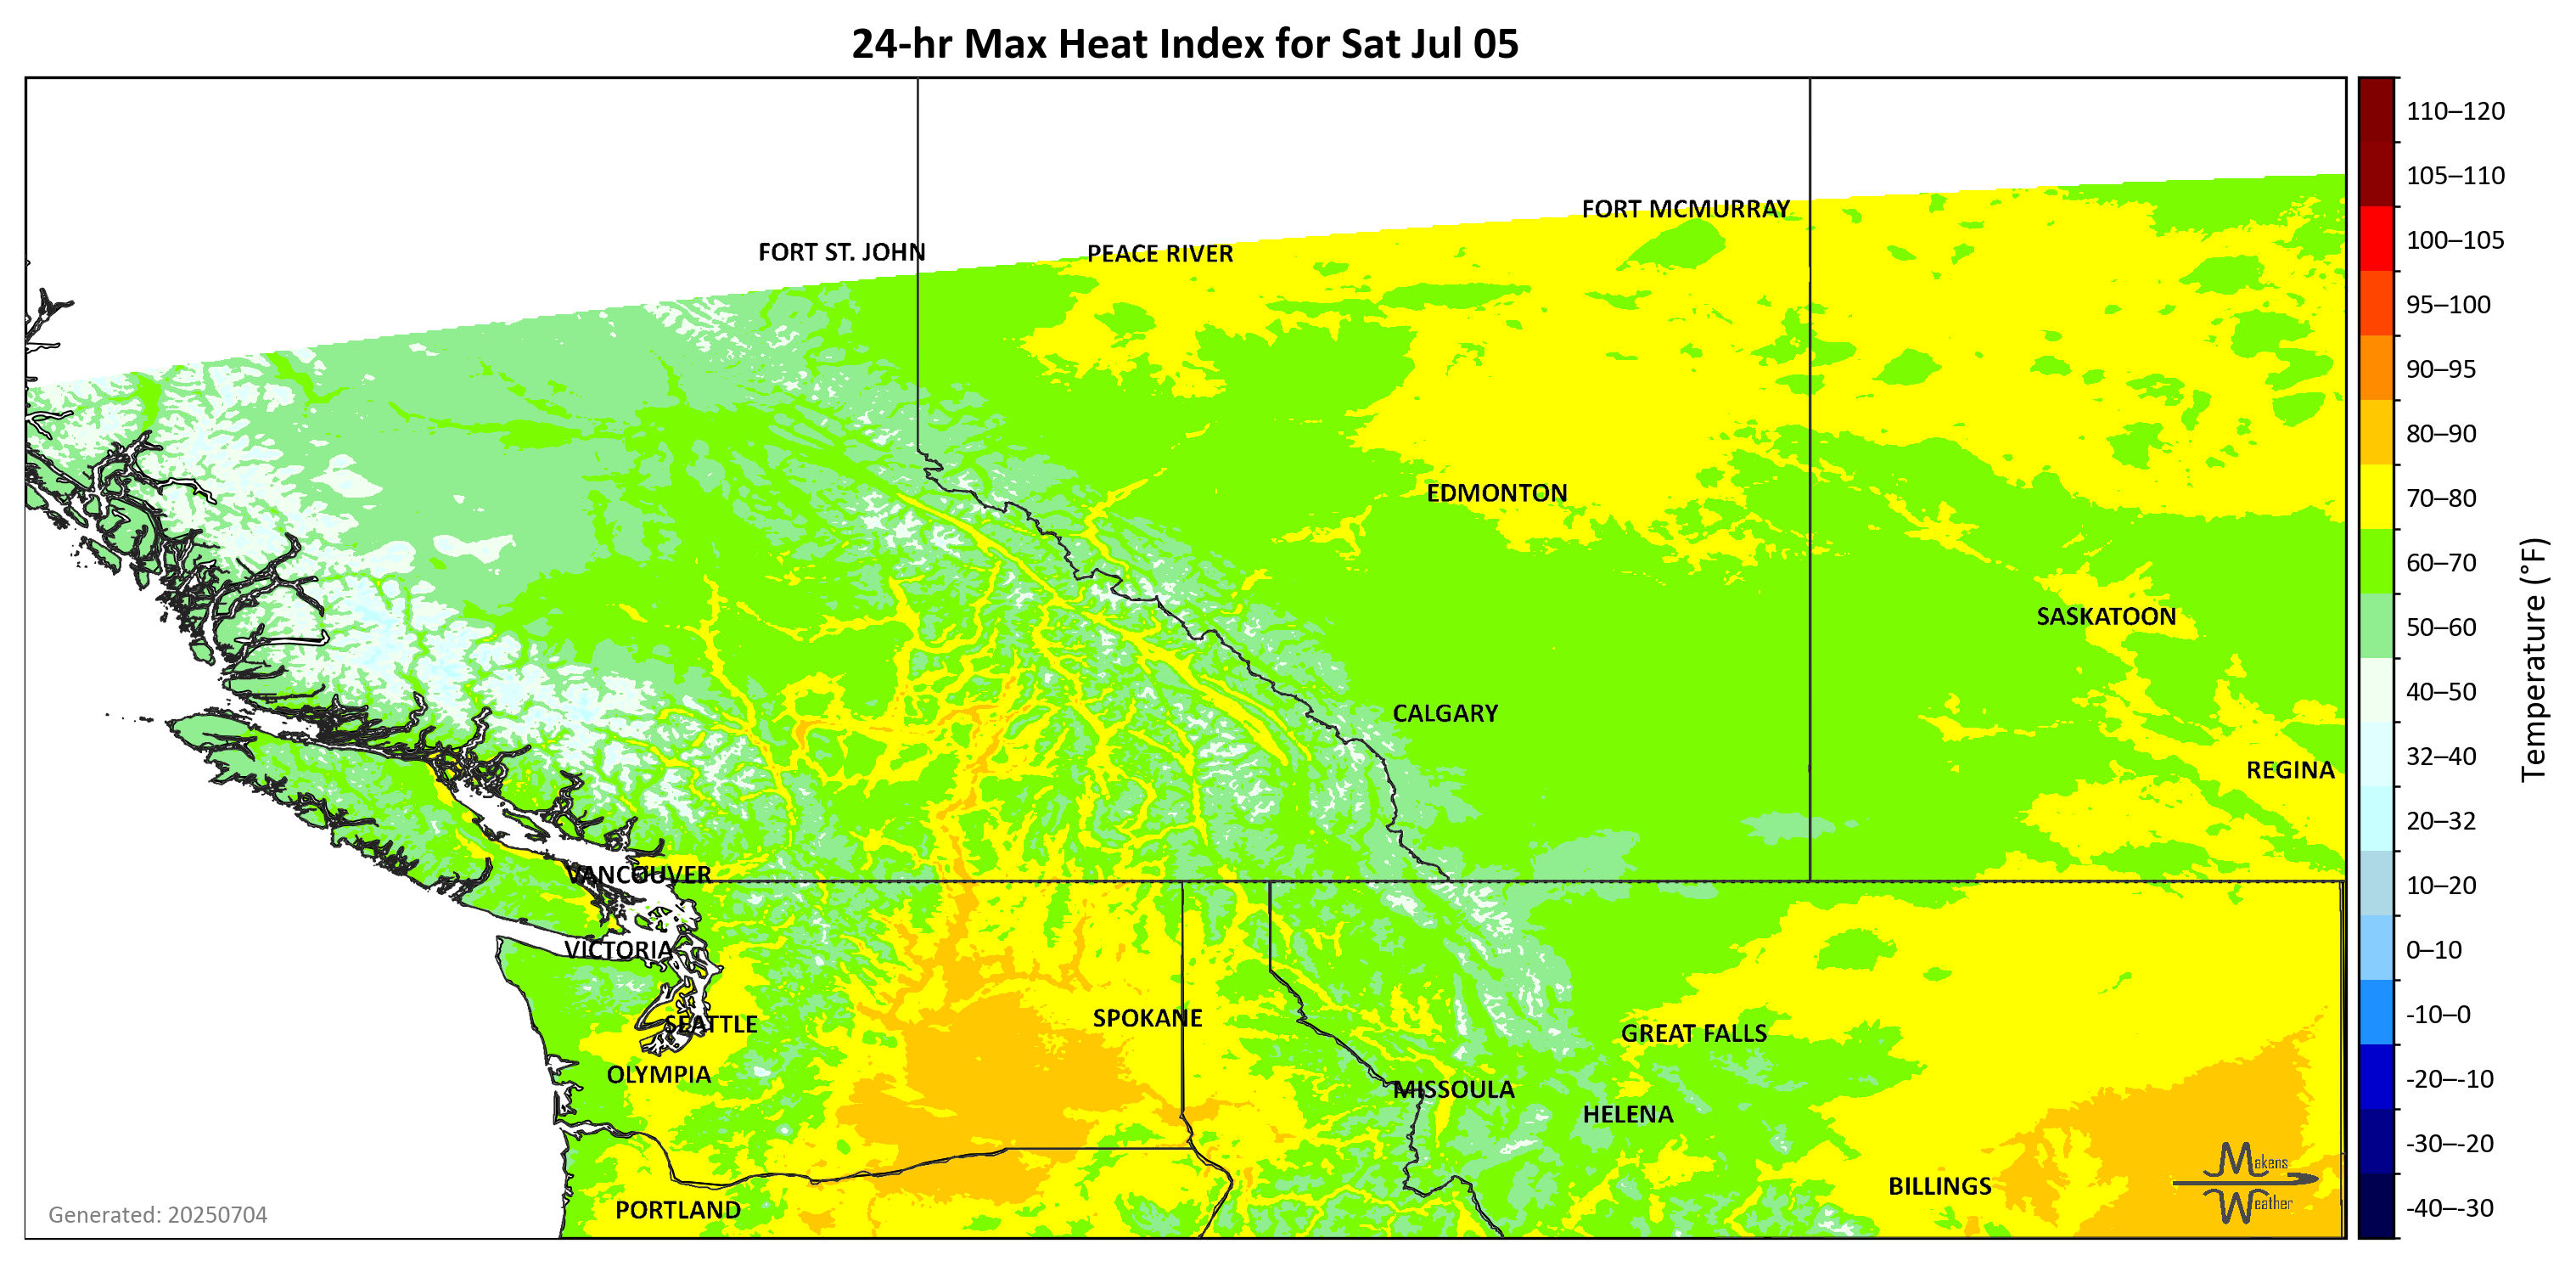 24-hr Max Heat Index for Sat Jul 05
110–120
105–110
100–105
95–100
90–95
80–90
70–80
60–70
50–60
40–50
32–40
20–32
10–20
0–10
-10–0
-20–-10
-30–-20
-40–-30
Temperature (°F)
FORT MCMURRAY
FORT ST. JOHN
PEACE RIVER
EDMONTON
SASKATOON
CALGARY
REGINA
VANCOUVER
VICTORIA
SPOKANE
SEATTLE
GREAT FALLS
OLYMPIA
MISSOULA
HELENA
BILLINGS
PORTLAND
Makens
Weather
Generated: 20250704